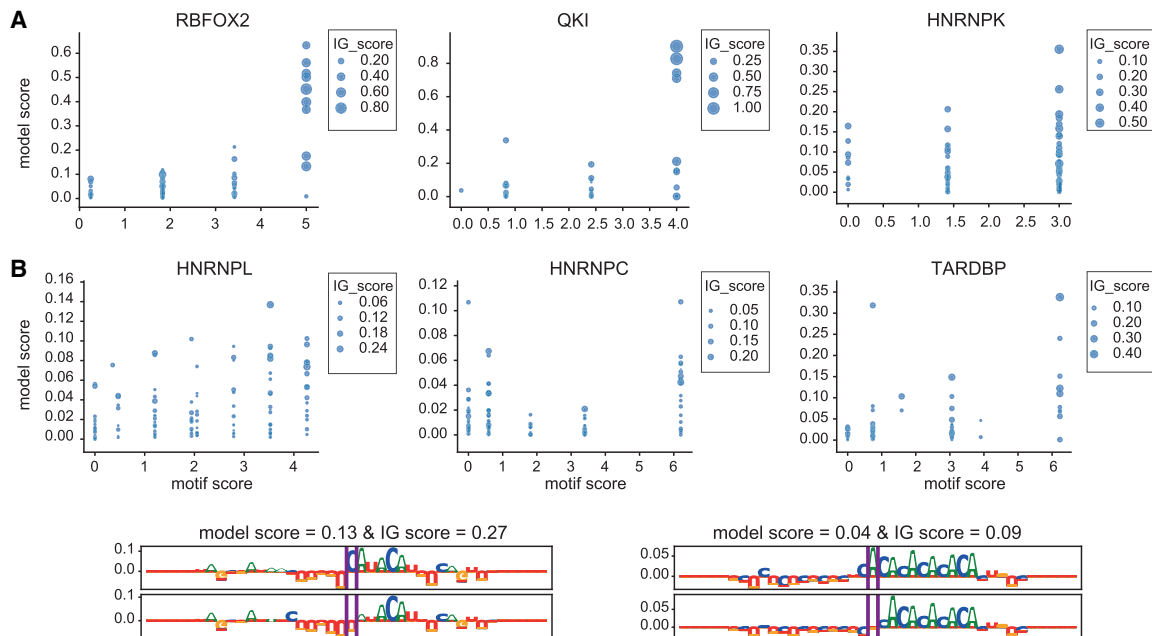 A
RBFOX2
QKI
HNRNPK
model score
0.6
0.5
0.4
0.3
0.2
0.1
0.0
0 1 2 3 4 5
IG_score
0.20
0.40
0.60
0.80
0.8
0.6
0.4
0.2
0.0
0.0 0.5 1.0 1.5 2.0 2.5 3.0 3.5 4.0
IG_score
0.25
0.50
0.75
1.00
0.35
0.30
0.25
0.20
0.15
0.10
0.05
0.00
0.0 0.5 1.0 1.5 2.0 2.5 3.0
IG_score
0.10
0.20
0.30
0.40
0.50
B
HNRNPL
HNRNPC
TARDBP
model score
0.16
0.14
0.12
0.10
0.08
0.06
0.04
0.02
0.00
0 1 2 3 4
motif score
IG_score
0.06
0.12
0.18
0.24
0.12
0.10
0.08
0.06
0.04
0.02
0.00
0 1 2 3 4 5 6
motif score
IG_score
0.05
0.10
0.15
0.20
0.35
0.30
0.25
0.20
0.15
0.10
0.05
0.00
0 1 2 3 4 5 6
motif score
IG_score
0.10
0.20
0.30
0.40
model score = 0.13 & IG score = 0.27
0.1
0.0
0.1
0.0
model score = 0.04 & IG score = 0.09
0.05
0.00
0.05
0.00